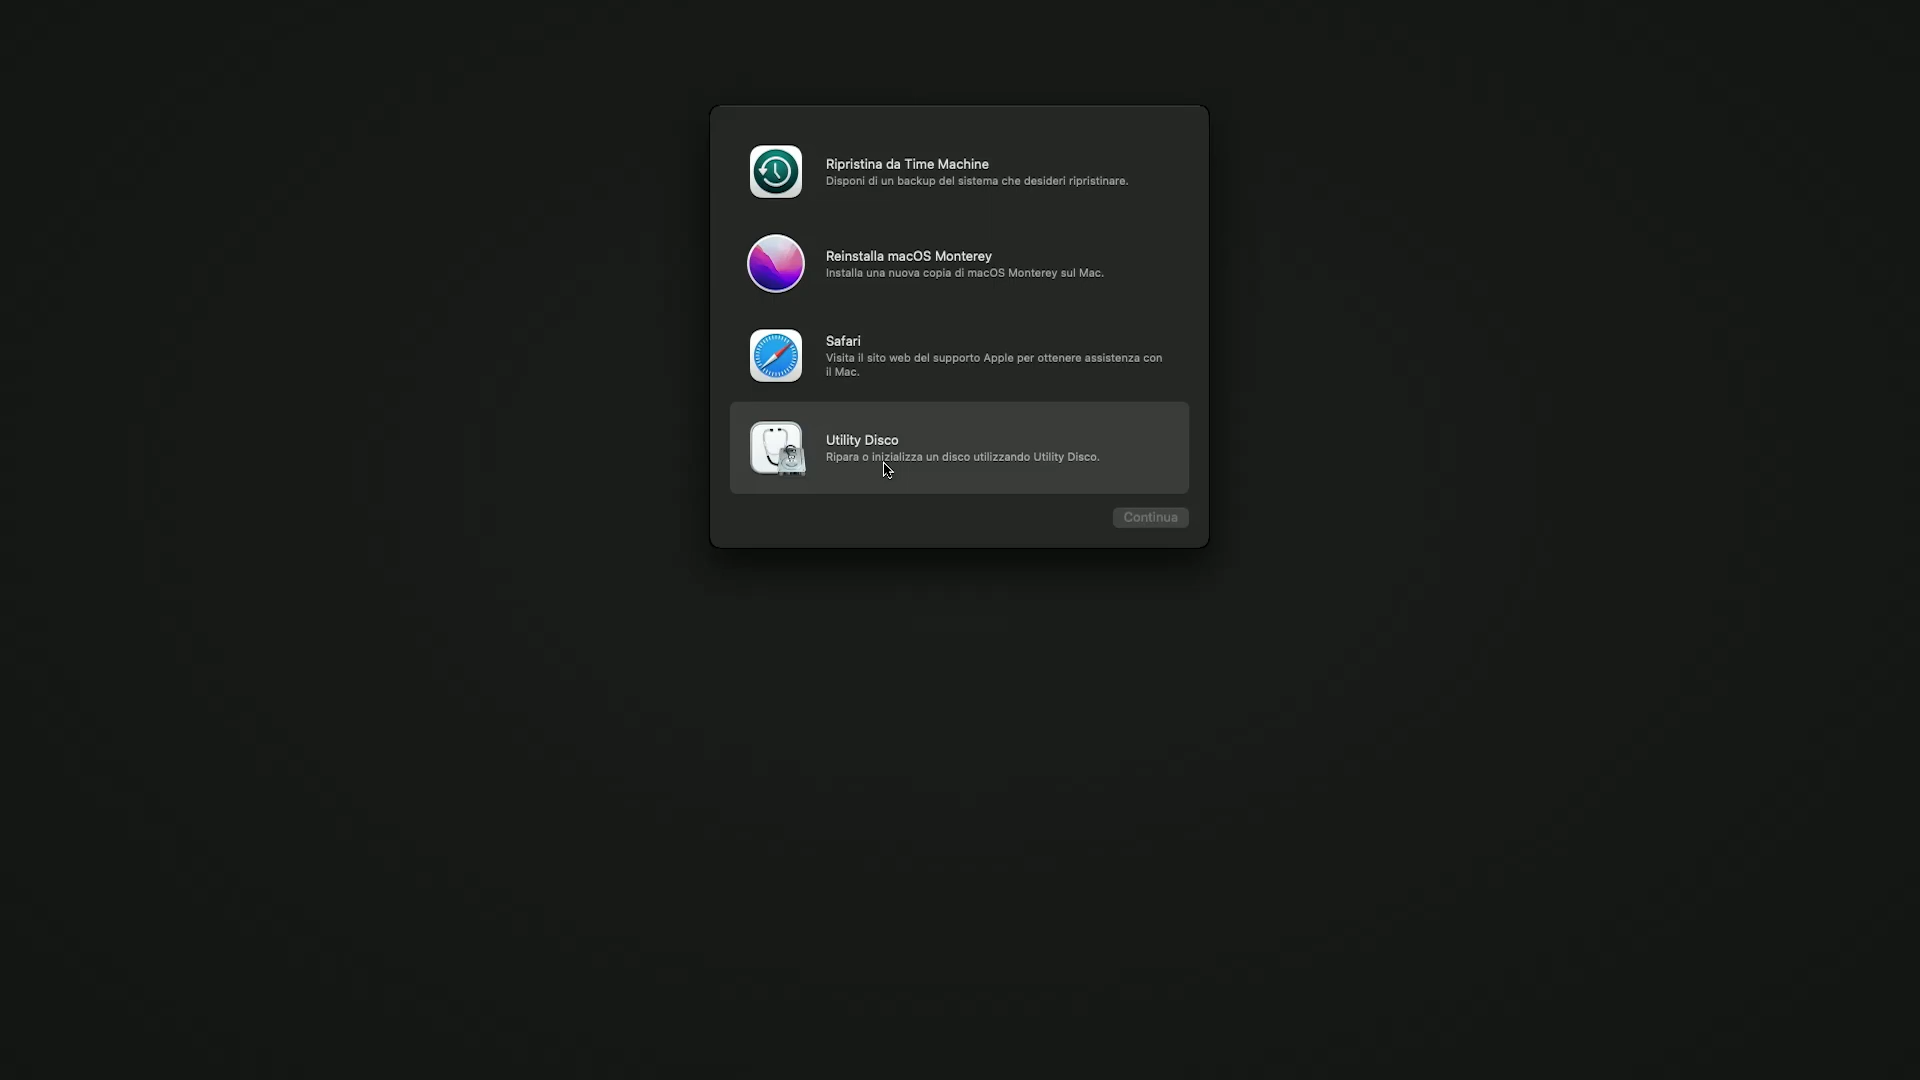 Ripristina da Time Machine
Disponi di un backup del sistema che desideri ripristinare.
Reinstalla macOS Monterey
Installa una nuova copia di macOS Monterey sul Mac.
Safari
Visita il sito web del supporto Apple per ottenere assistenza con
il Mac.
Utility Disco
Ripara o inizializza un disco utilizzando Utility Disco.
Continua